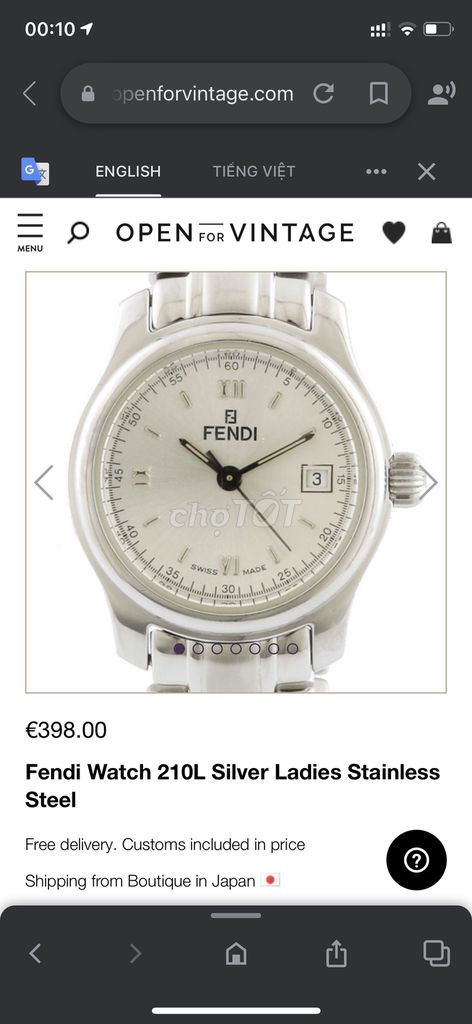 00:10
openforvintage.com
ENGLISH
TIẾNG VIỆT
MENU
OPEN FOR VINTAGE
60
55
5
50
10
45
15
40
20
35
25
30
XII
FENDI
3
chợTỐT
VI
SWISS MADE
€398.00
Fendi Watch 210L Silver Ladies Stainless
Steel
Free delivery. Customs included in price
Shipping from Boutique in Japan